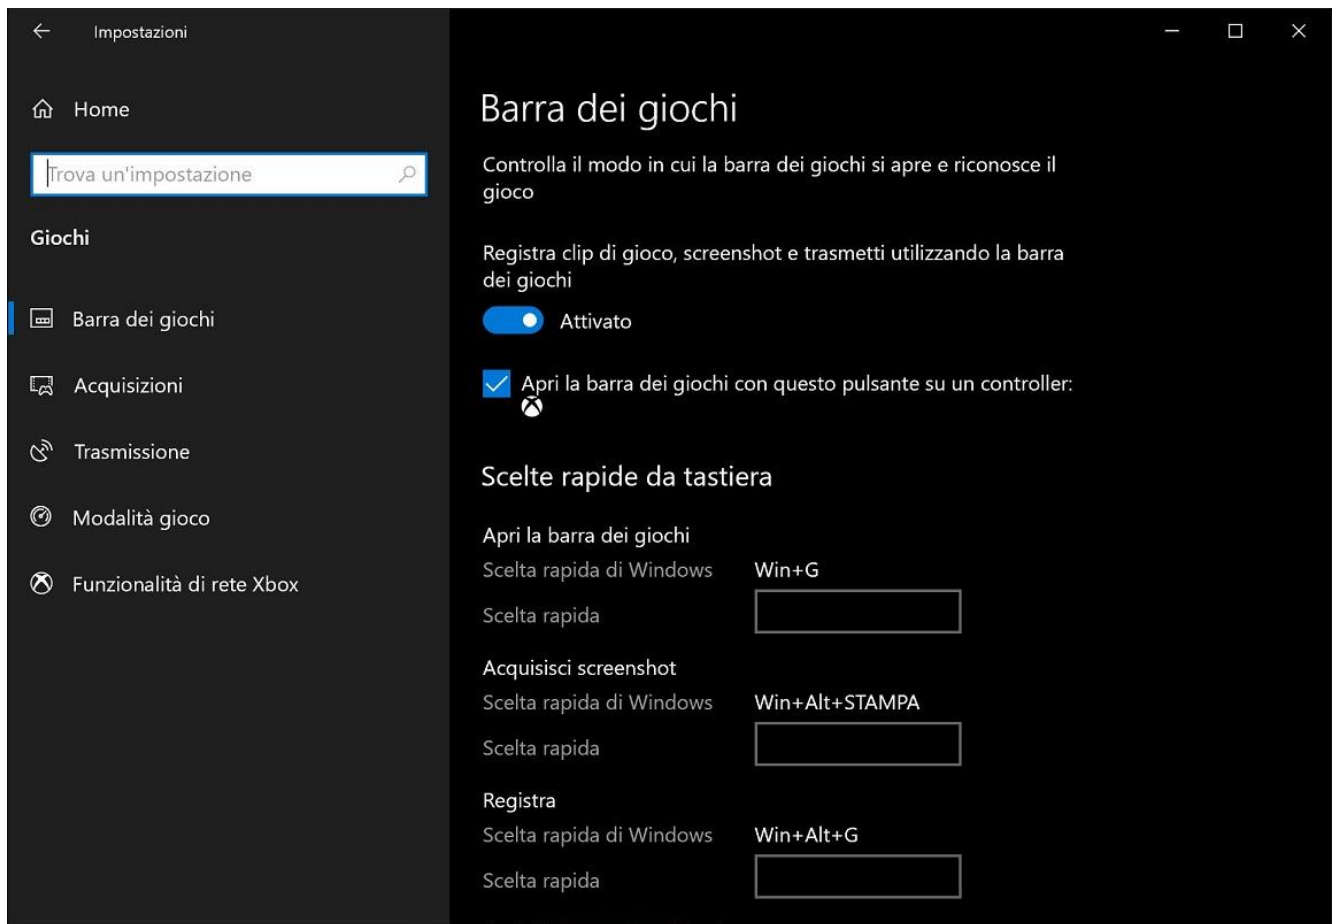 Impostazioni
Home
Trova un'impostazione
Giochi
Barra dei giochi
Acquisizioni
Trasmissione
Modalità gioco
Funzionalità di rete Xbox
Barra dei giochi
Controlla il modo in cui la barra dei giochi si apre e riconosce il
gioco
Registra clip di gioco, screenshot e trasmetti utilizzando la barra
dei giochi
Attivato
Apri la barra dei giochi con questo pulsante su un controller:
Scelte rapide da tastiera
Apri la barra dei giochi
Scelta rapida di Windows Win+G
Scelta rapida
Acquisisci screenshot
Scelta rapida di Windows Win+Alt+STAMPA
Scelta rapida
Registra
Scelta rapida di Windows Win+Alt+G
Scelta rapida